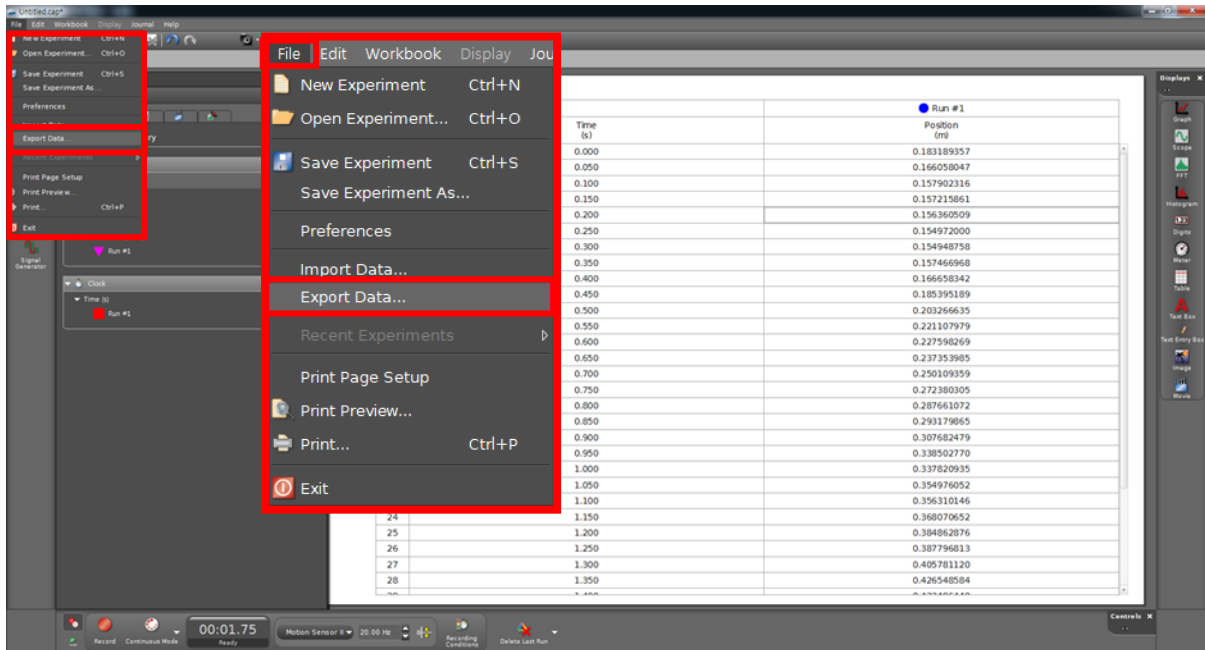 Untitled.cap*
File Edit Workbook Display Journal Help
New Experiment Ctrl+N
Open Experiment... Ctrl+O
Save Experiment Ctrl+S
Save Experiment As...
Preferences
Export Data...
Recent Experiments
Print Page Setup
Print Preview...
Print... Ctrl+P
Exit
File Edit Workbook Display Jou
New Experiment Ctrl+N
Open Experiment... Ctrl+O
Save Experiment Ctrl+S
Save Experiment As...
Preferences
Import Data...
Export Data...
Recent Experiments
Print Page Setup
Print Preview...
Print... Ctrl+P
Exit
Signal
Generator
Run #1
Clock
Time (s)
Run #1
Run #1
Time Position
(s) (m)
0.000 0.183189357
0.050 0.166058047
0.100 0.157902316
0.150 0.157215861
0.200 0.156360509
0.250 0.154972000
0.300 0.154948758
0.350 0.157466968
0.400 0.166658342
0.450 0.185395189
0.500 0.203266635
0.550 0.221107979
0.600 0.227598269
0.650 0.237353985
0.700 0.250109359
0.750 0.272380305
0.800 0.287661072
0.850 0.293179865
0.900 0.307682479
0.950 0.338502770
1.000 0.337820935
1.050 0.354976052
1.100 0.356310146
24 1.150 0.368070652
25 1.200 0.384862876
26 1.250 0.387796813
27 1.300 0.405781120
28 1.350 0.426548584
Displays
Graph
Scope
FFT
Histogram
Digits
Meter
Table
Text Box
Text Entry Box
Image
Movie
Controls
Record
Continuous Mode
00:01.75
Ready
Motion Sensor II 20.00 Hz
Recording
Conditions
Delete Last Run